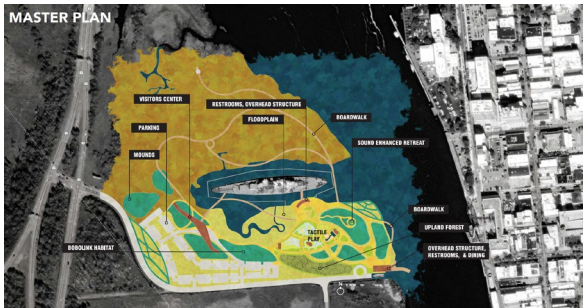 MASTER PLAN
VISITORS CENTER
RESTROOMS, OVERHEAD STRUCTURE
PARKING
FLOODPLAIN
BOARDWALK
MOUNDS
SOUND ENHANCED RETREAT
BOARDWALK
TACTILE
PLAY
UPLAND FOREST
BOBOLINK HABITAT
OVERHEAD STRUCTURE,
RESTROOMS, & DINING
N